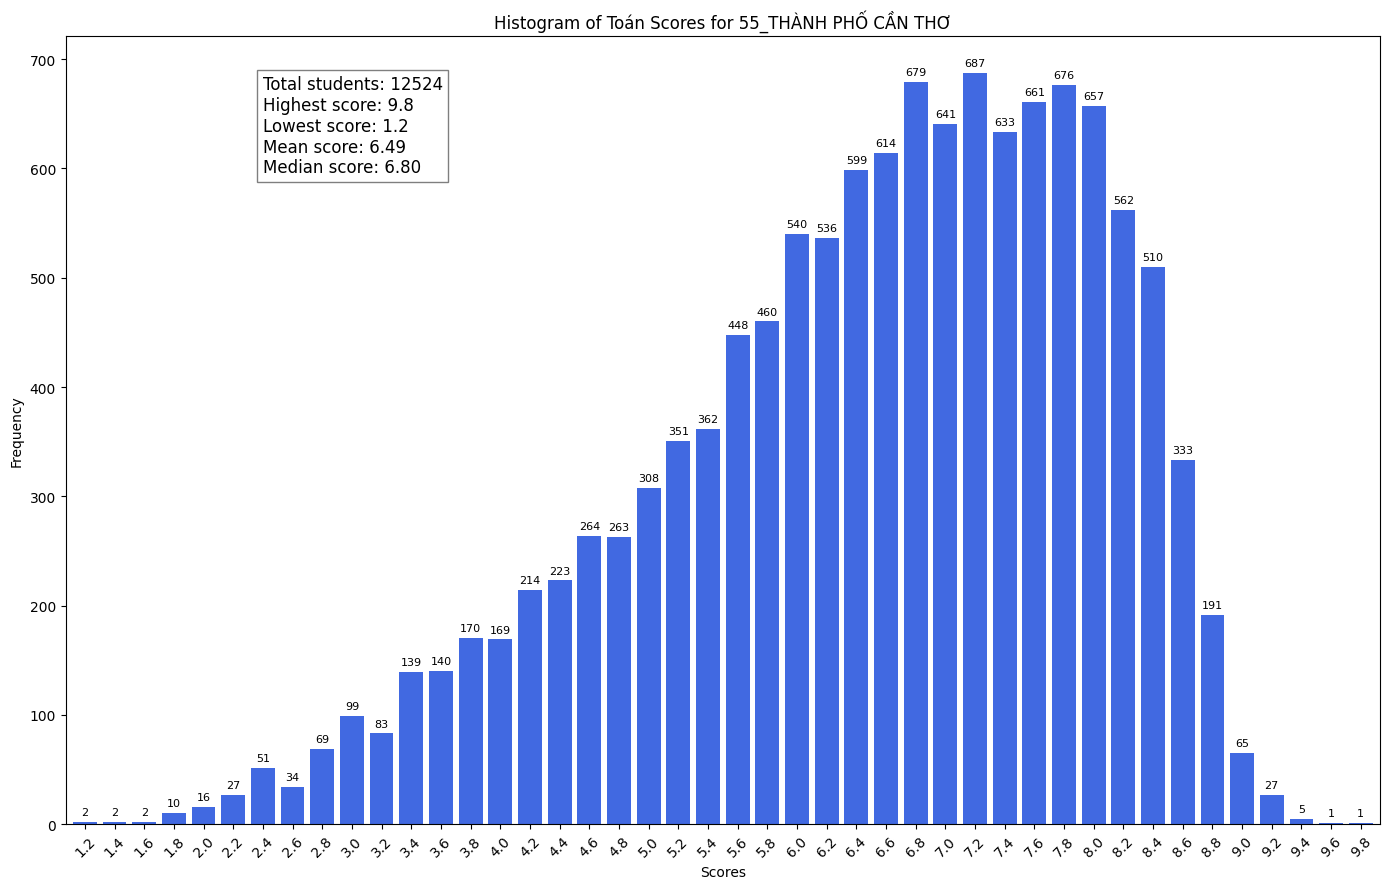 Histogram of Toán Scores for 55_THÀNH PHỐ CẦN THƠ
Total students: 12524
Highest score: 9.8
Lowest score: 1.2
Mean score: 6.49
Median score: 6.80
Frequency
700
600
500
400
300
200
100
0
2 2 2 10 16 27 51 34 69 99 83 139 140 170 169 214 223 264 263 308 351 362 448 460 540 536 599 614 679 641 687 633 661 676 657 562 510 333 191 65 27 5 1 1
1.2 1.4 1.6 1.8 2.0 2.2 2.4 2.6 2.8 3.0 3.2 3.4 3.6 3.8 4.0 4.2 4.4 4.6 4.8 5.0 5.2 5.4 5.6 5.8 6.0 6.2 6.4 6.6 6.8 7.0 7.2 7.4 7.6 7.8 8.0 8.2 8.4 8.6 8.8 9.0 9.2 9.4 9.6 9.8
Scores